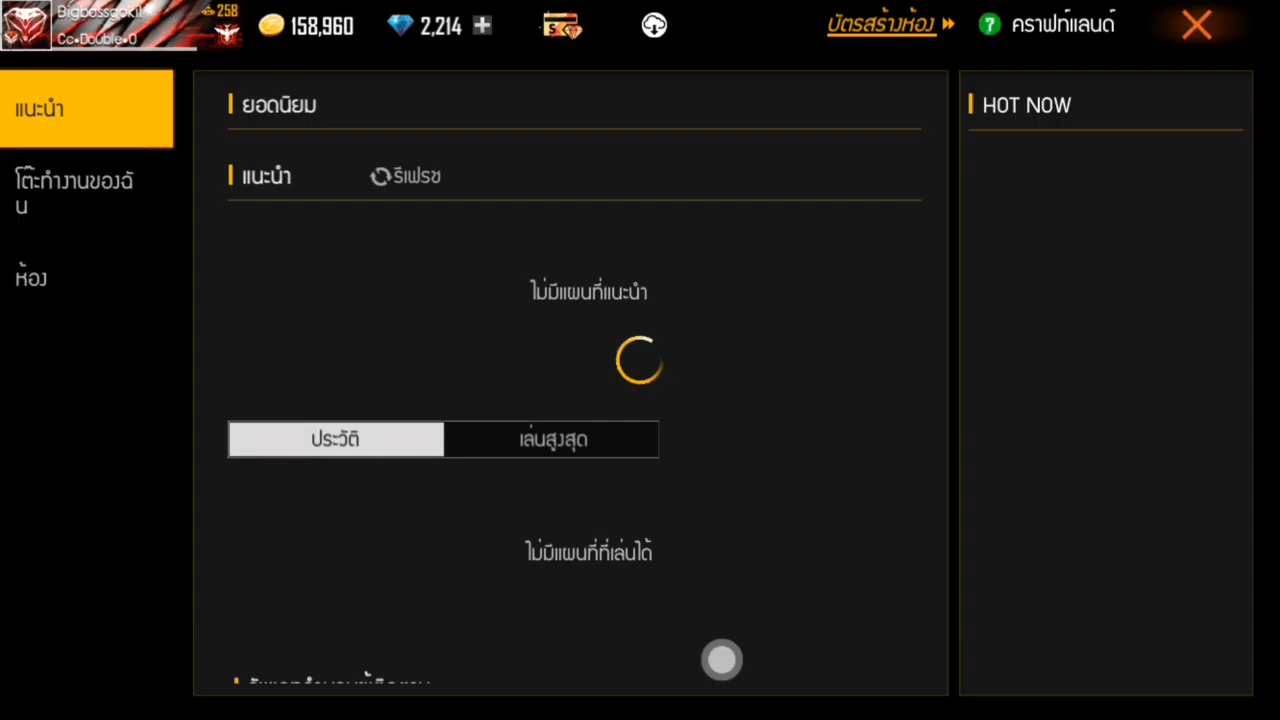 Bigbossgokil
Cc•Double•O
258
158,960
2,214
บัตรสร้างห้อง
? คราฟท์แลนด์
แนะนำ
โต๊ะทำงานของฉั
น
ห้อง
ยอดนิยม
แนะนำ
รีเฟรช
ไม่มีแผนที่แนะนำ
ประวัติ
เล่นสูงสุด
ไม่มีแผนที่ที่เล่นได้
HOT NOW